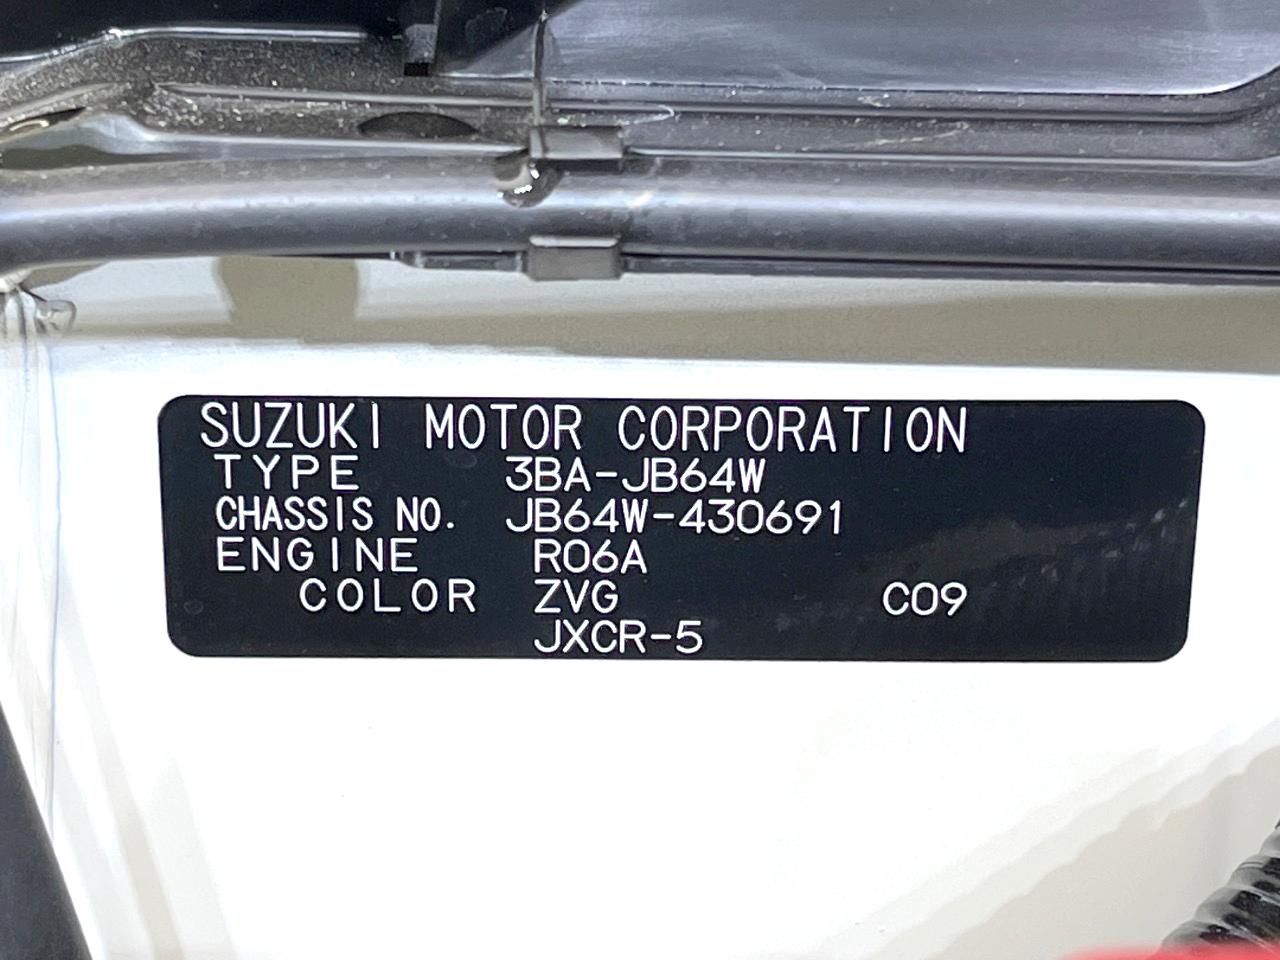 SUZUKI MOTOR CORPORATION
TYPE 3BA-JB64W
CHASSIS NO. JB64W-430691
ENGINE R06A
COLOR ZVG C09
JXCR-5